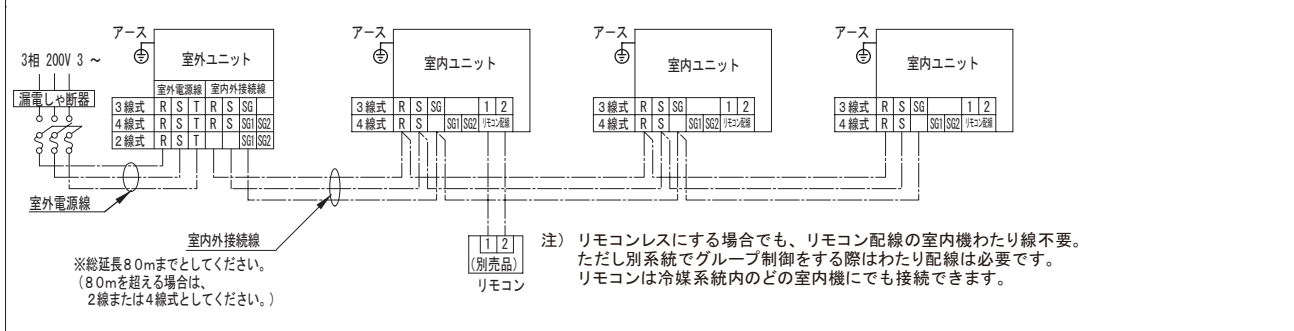 アース
アース
アース
アース
3相 200V 3 ～
漏電しゃ断器
室外ユニット
室内ユニット
室内ユニット
室内ユニット
室外電源線 室内外接続線
3線式 R S T R S SG
4線式 R S T R S SG1 SG2
2線式 R S T SG1 SG2
3線式 R S SG 1 2
4線式 R S SG1 SG2 リモコン配線
3線式 R S SG 1 2
4線式 R S SG1 SG2 リモコン配線
3線式 R S SG 1 2
4線式 R S SG1 SG2 リモコン配線
室外電源線
室内外接続線
※総延長80mまでとしてください。
(80mを超える場合は、
2線または4線式としてください。)
1 2
(別売品)
リモコン
注) リモコンレスにする場合でも、リモコン配線の室内機わたり線不要。
ただし別系統でグループ制御をする際はわたり配線は必要です。
リモコンは冷媒系統内のどの室内機にでも接続できます。